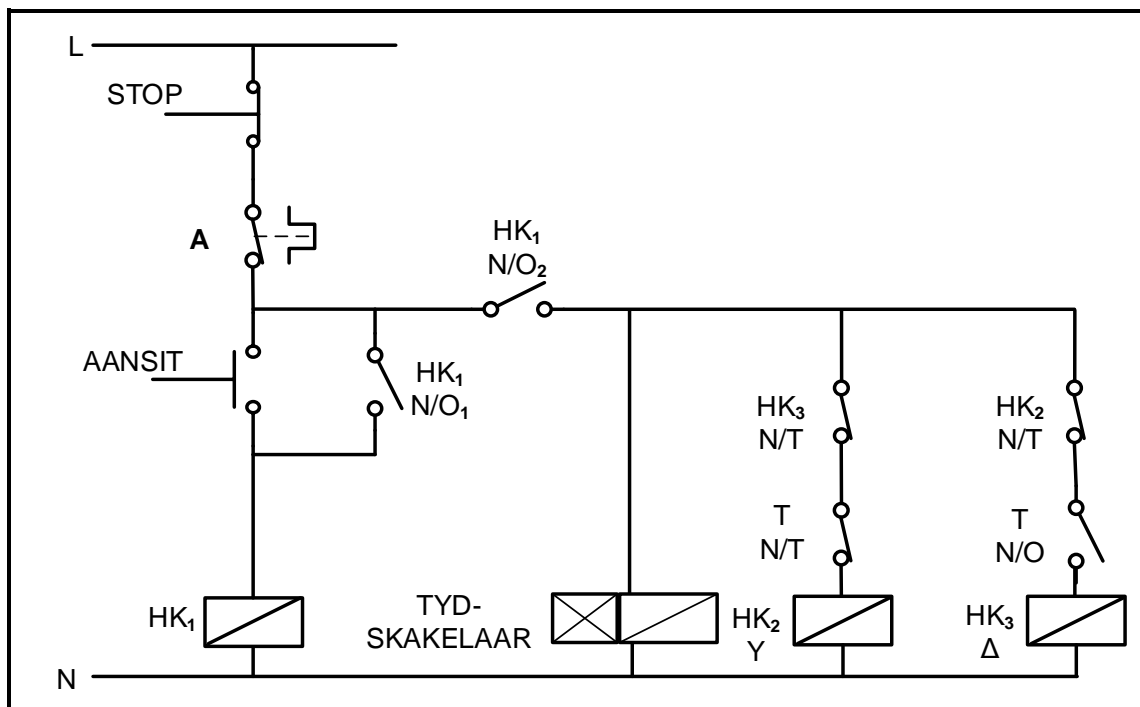 L
STOP
A
HK₁
N/O₂
AANSIT
HK₁
N/O₁
HK₃
N/T
HK₂
N/T
T
N/T
T
N/O
HK₁
TYD-
SKAKELAAR
HK₂
Y
HK₃
Δ
N